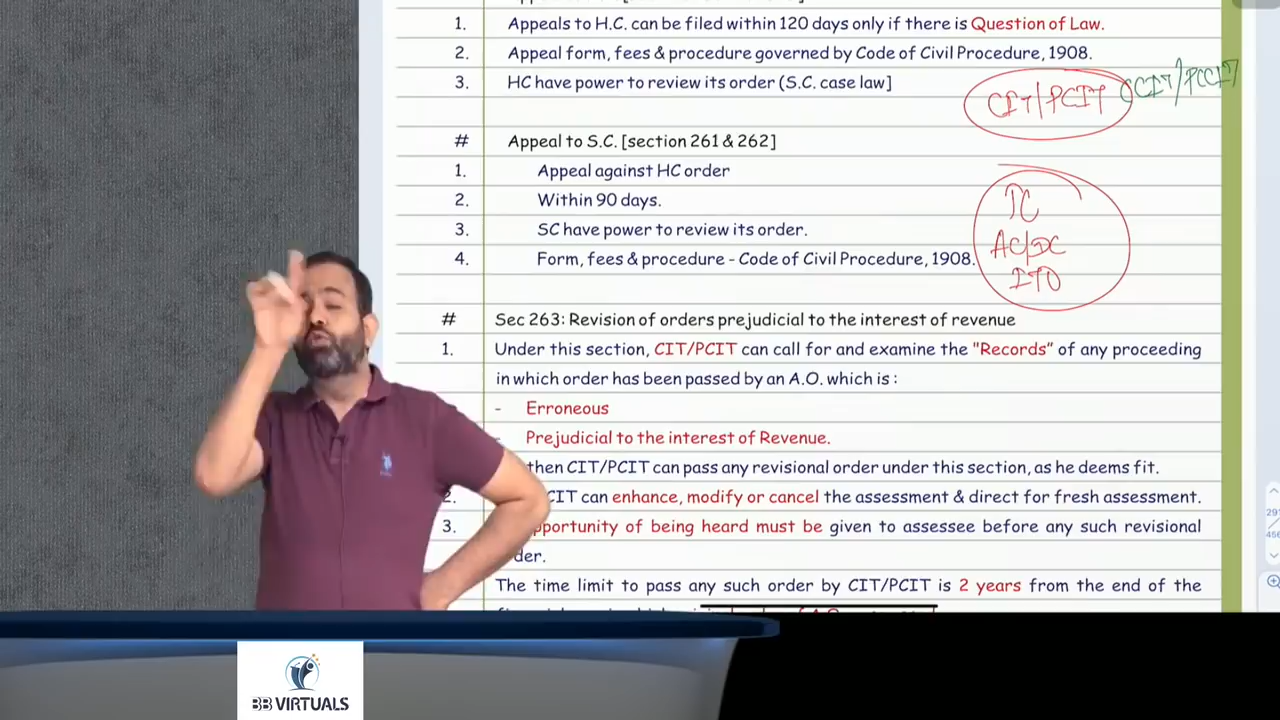 1. Appeals to H.C. can be filed within 120 days only if there is Question of Law.
2. Appeal form, fees & procedure governed by Code of Civil Procedure, 1908.
3. HC have power to review its order (S.C. case law]
CIT/PCIT CCIT/PCCIT
# Appeal to S.C. [section 261 & 262]
1. Appeal against HC order
2. Within 90 days.
3. SC have power to review its order.
4. Form, fees & procedure - Code of Civil Procedure, 1908.
JC
AC/DC
ITO
# Sec 263: Revision of orders prejudicial to the interest of revenue
1. Under this section, CIT/PCIT can call for and examine the "Records" of any proceeding
in which order has been passed by an A.O. which is :
- Erroneous
- Prejudicial to the interest of Revenue.
then CIT/PCIT can pass any revisional order under this section, as he deems fit.
2. CIT can enhance, modify or cancel the assessment & direct for fresh assessment.
3. pportunity of being heard must be given to assessee before any such revisional
der.
The time limit to pass any such order by CIT/PCIT is 2 years from the end of the
BB VIRTUALS